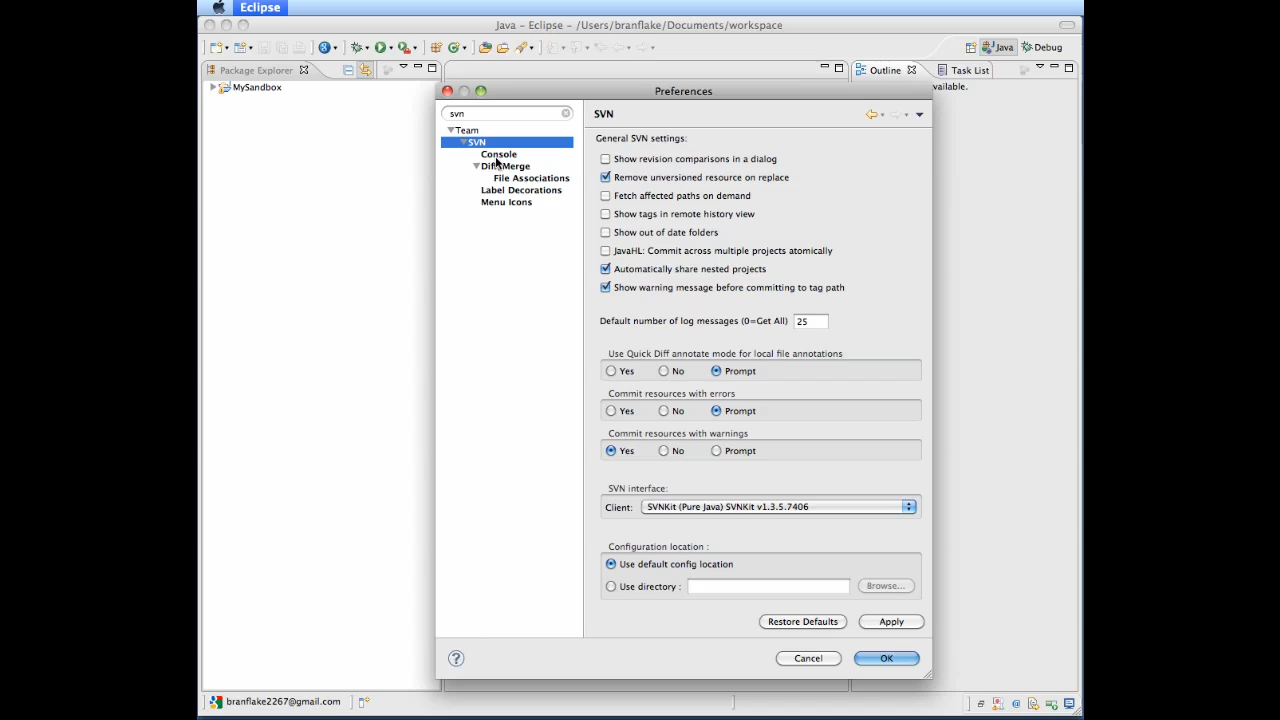 Eclipse
Java - Eclipse - /Users/branflake/Documents/workspace
Java
Debug
Package Explorer
Outline
Task List
MySandbox
vailable.
Preferences
svn
Team
SVN
Console
Diff/Merge
File Associations
Label Decorations
Menu Icons
SVN
General SVN settings:
Show revision comparisons in a dialog
Remove unversioned resource on replace
Fetch affected paths on demand
Show tags in remote history view
Show out of date folders
JavaHL: Commit across multiple projects atomically
Automatically share nested projects
Show warning message before committing to tag path
Default number of log messages (0=Get All) 25
Use Quick Diff annotate mode for local file annotations
Yes No Prompt
Commit resources with errors
Yes No Prompt
Commit resources with warnings
Yes No Prompt
SVN interface:
Client: SVNKit (Pure Java) SVNKit v1.3.5.7406
Configuration location :
Use default config location
Use directory : Browse...
Restore Defaults Apply
? Cancel OK
branflake2267@gmail.com